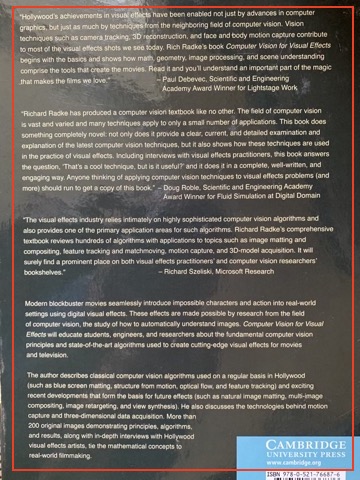 "Hollywood's achievements in visual effects have been enabled not just by advances in computer
graphics, but just as much by techniques from the neighboring field of computer vision. Vision
techniques such as camera tracking, 3D reconstruction, and face and body motion capture contribute
to most of the visual effects shots we see today. Rich Radke's book Computer Vision for Visual Effects
begins with the basics and shows how math, geometry, image processing, and scene understanding
comprise the tools that create the movies. Read it and you'll understand an important part of the magic
that makes the films we love."
– Paul Debevec, Scientific and Engineering
Academy Award Winner for Lightstage Work
"Richard Radke has produced a computer vision textbook like no other. The field of computer vision
is vast and varied and many techniques apply to only a small number of applications. This book does
something completely novel: not only does it provide a clear, current, and detailed examination and
explanation of the latest computer vision techniques, but it also shows how these techniques are used
in the practice of visual effects. Including interviews with visual effects practitioners, this book answers
the question, 'That's a cool technique, but is it useful?' and it does it in a complete, well-written, and
engaging way. Anyone thinking of applying computer vision techniques to visual effects problems (and
more) should run to get a copy of this book." – Doug Roble, Scientific and Engineering Academy
Award Winner for Fluid Simulation at Digital Domain
"The visual effects industry relies intimately on highly sophisticated computer vision algorithms and
also provides one of the primary application areas for such algorithms. Richard Radke's comprehensive
textbook reviews hundreds of algorithms with applications to topics such as image matting and
compositing, feature tracking and matchmoving, motion capture, and 3D-model acquisition. It will
surely find a prominent place on both visual effects practitioners' and computer vision researchers'
bookshelves."
– Richard Szeliski, Microsoft Research
Modern blockbuster movies seamlessly introduce impossible characters and action into real-world
settings using digital visual effects. These effects are made possible by research from the field
of computer vision, the study of how to automatically understand images. Computer Vision for Visual
Effects will educate students, engineers, and researchers about the fundamental computer vision
principles and state-of-the-art algorithms used to create cutting-edge visual effects for movies
and television.
The author describes classical computer vision algorithms used on a regular basis in Hollywood
(such as blue screen matting, structure from motion, optical flow, and feature tracking) and exciting
recent developments that form the basis for future effects (such as natural image matting, multi-image
compositing, image retargeting, and view synthesis). He also discusses the technologies behind motion
capture and three-dimensional data acquisition. More than
200 original images demonstrating principles, algorithms,
and results, along with in-depth interviews with Hollywood
visual effects artists, tie the mathematical concepts to
real-world filmmaking.
CAMBRIDGE
UNIVERSITY PRESS
www.cambridge.org
ISBN 978-0-521-76687-6